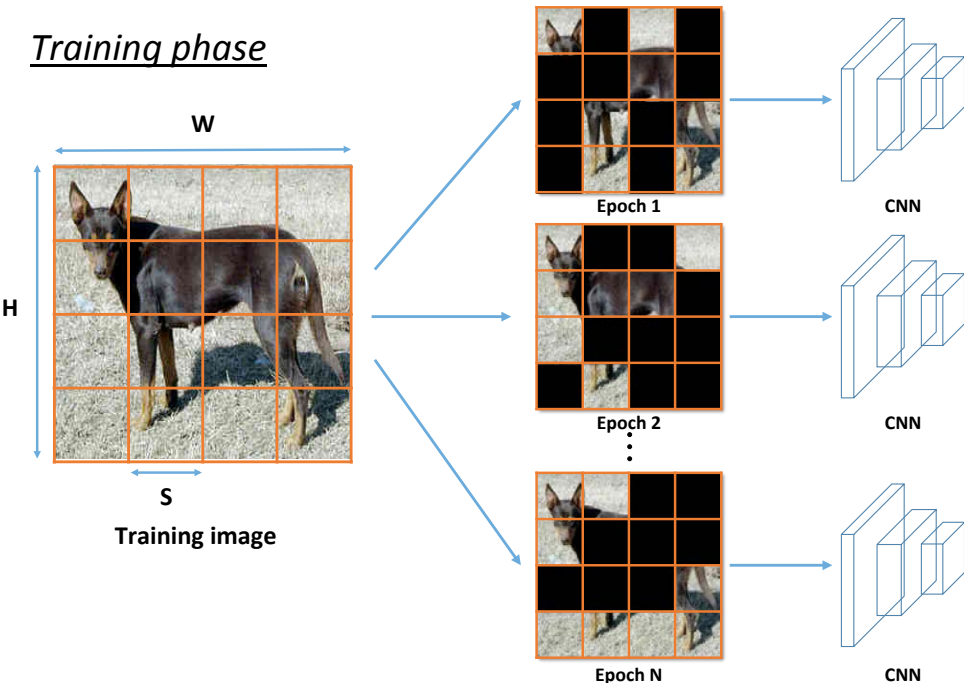 Training phase
W
H
S
Training image
Epoch 1
CNN
Epoch 2
CNN
Epoch N
CNN